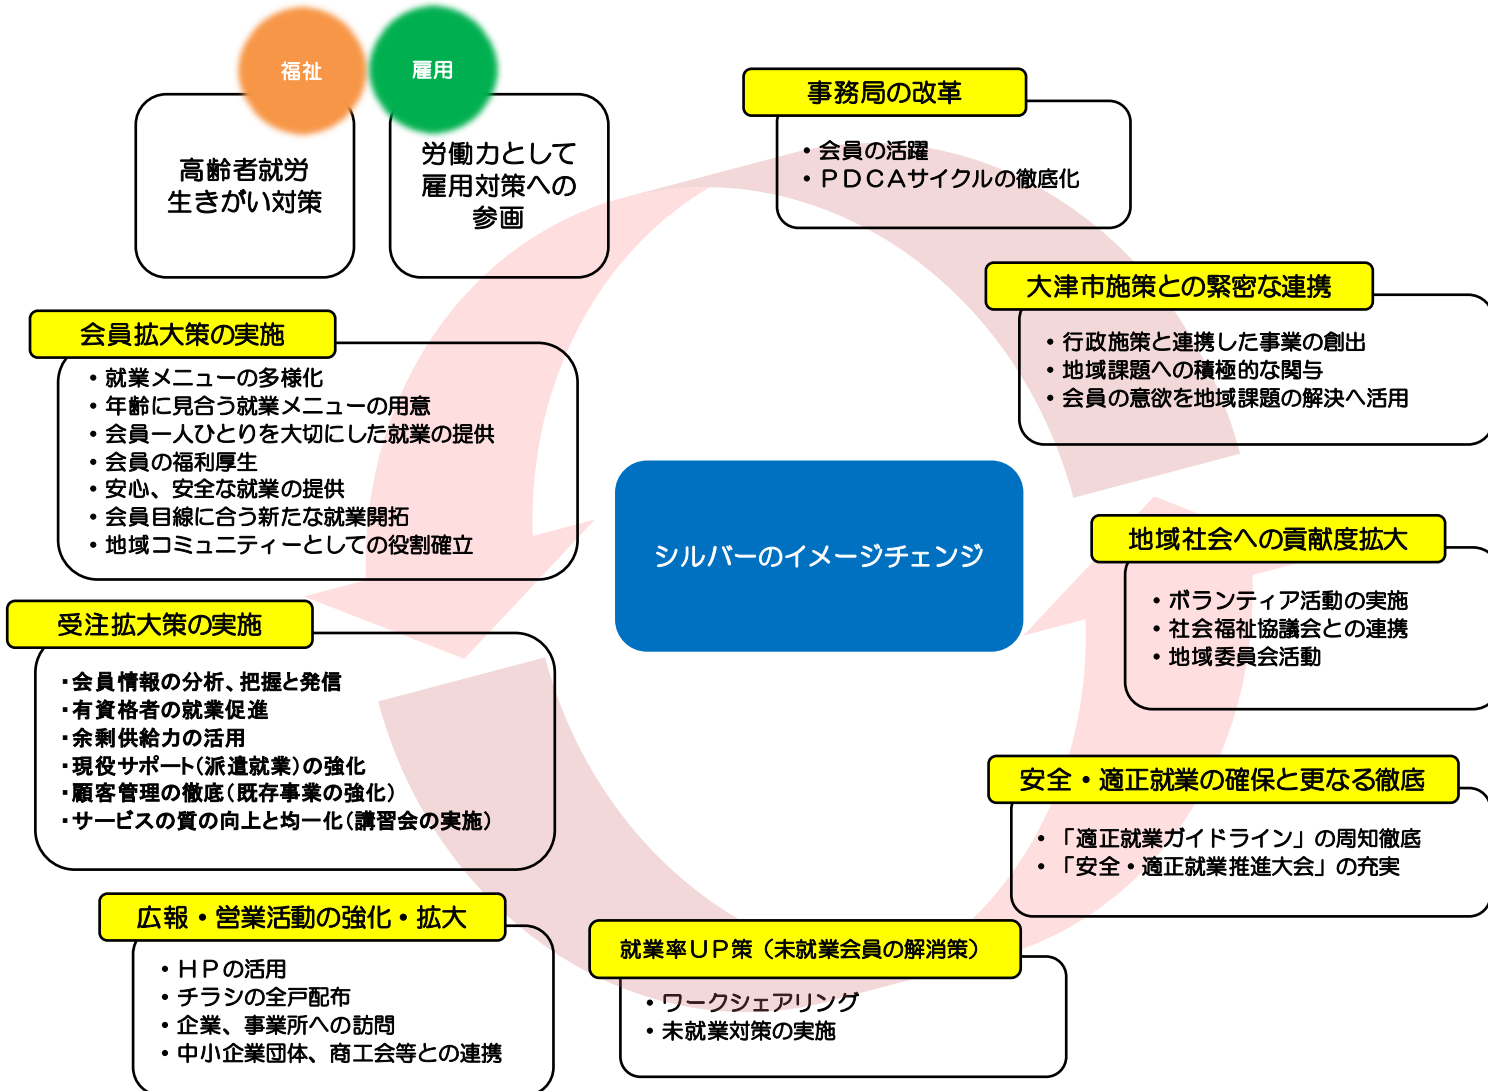 福祉
雇用
高齢者就労
生きがい対策
労働力として
雇用対策への
参画
事務局の改革
・会員の活躍
・ＰＤＣＡサイクルの徹底化
大津市施策との緊密な連携
・行政施策と連携した事業の創出
・地域課題への積極的な関与
・会員の意欲を地域課題の解決へ活用
会員拡大策の実施
・就業メニューの多様化
・年齢に見合う就業メニューの用意
・会員一人ひとりを大切にした就業の提供
・会員の福利厚生
・安心、安全な就業の提供
・会員目線に合う新たな就業開拓
・地域コミュニティーとしての役割確立
シルバーのイメージチェンジ
地域社会への貢献度拡大
・ボランティア活動の実施
・社会福祉協議会との連携
・地域委員会活動
受注拡大策の実施
・会員情報の分析、把握と発信
・有資格者の就業促進
・余剰供給力の活用
・現役サポート（派遣就業）の強化
・顧客管理の徹底（既存事業の強化）
・サービスの質の向上と均一化（講習会の実施）
安全・適正就業の確保と更なる徹底
・「適正就業ガイドライン」の周知徹底
・「安全・適正就業推進大会」の充実
広報・営業活動の強化・拡大
・ＨＰの活用
・チラシの全戸配布
・企業、事業所への訪問
・中小企業団体、商工会等との連携
就業率ＵＰ策（未就業会員の解消策）
・ワークシェアリング
・未就業対策の実施